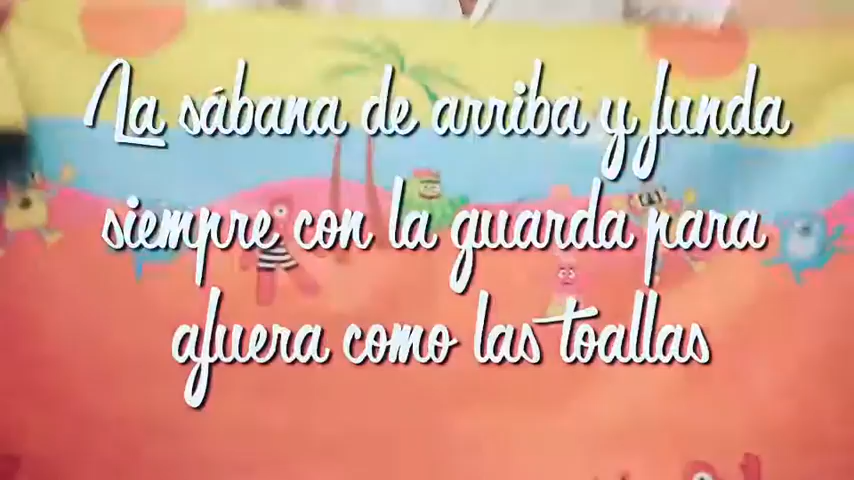 La sábana de arriba y funda
siempre con la guarda para
afuera como las toallas